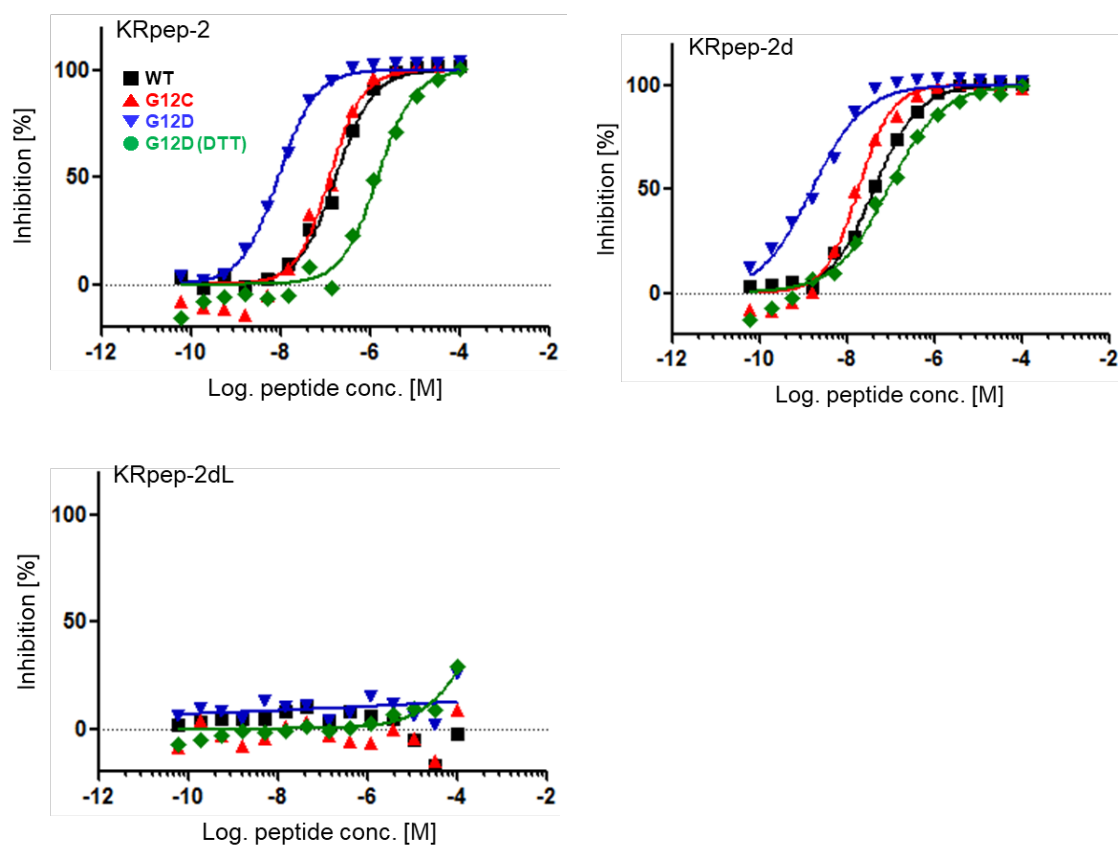 KRpep-2
WT
G12C
G12D
G12D (DTT)
100
50
0
Inhibition [%]
-12
-10
-8
-6
-4
-2
Log. peptide conc. [M]
KRpep-2d
100
50
0
Inhibition [%]
-12
-10
-8
-6
-4
-2
Log. peptide conc. [M]
KRpep-2dL
100
50
0
Inhibition [%]
-12
-10
-8
-6
-4
-2
Log. peptide conc. [M]